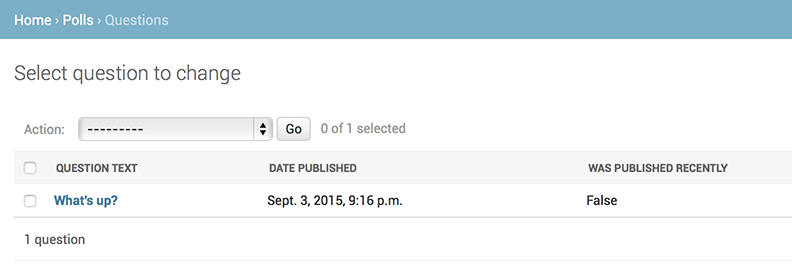 Home › Polls › Questions
Select question to change
Action: --------- Go 0 of 1 selected
QUESTION TEXT DATE PUBLISHED WAS PUBLISHED RECENTLY
What's up? Sept. 3, 2015, 9:16 p.m. False
1 question